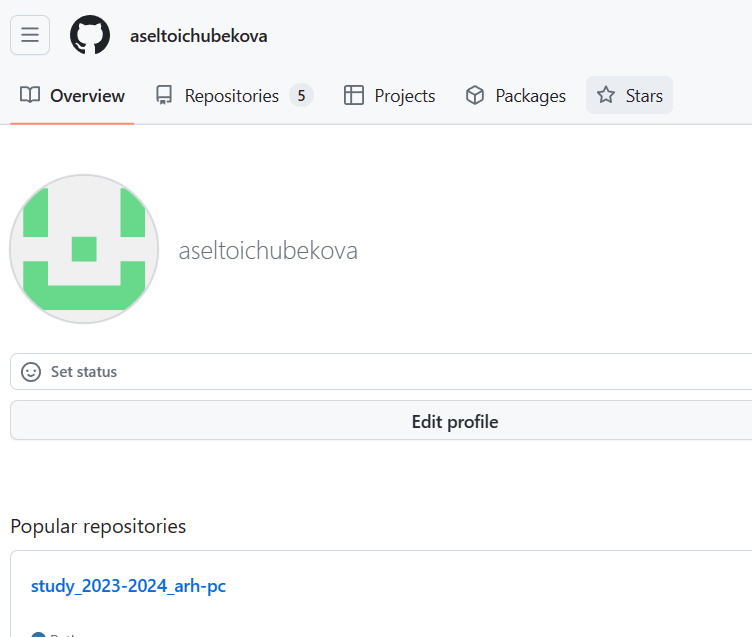 aseltoichubekova
Overview Repositories 5 Projects Packages Stars
aseltoichubekova
Set status
Edit profile
Popular repositories
study_2023-2024_arh-pc